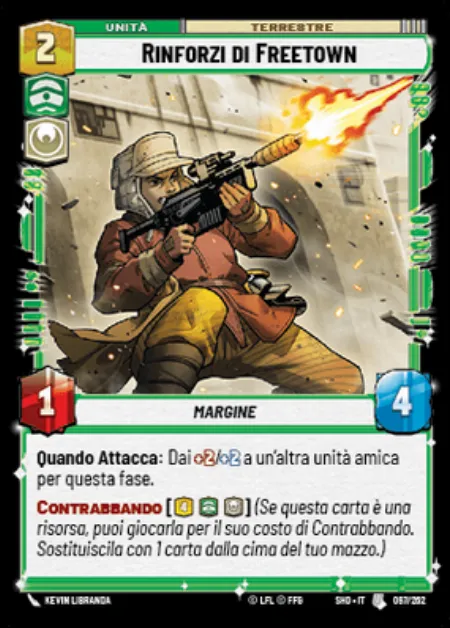 UNITÀ
TERRESTRE
2
RINFORZI DI FREETOWN
1
MARGINE
4
Quando Attacca: Dai +2/+2 a un'altra unità amica
per questa fase.
CONTRABBANDO [4] (Se questa carta è una
risorsa, puoi giocarla per il suo costo di Contrabbando.
Sostituiscila con 1 carta dalla cima del tuo mazzo.)
KEVIN LIBRANDA
© LFL © FFG
SHD • IT
097/262